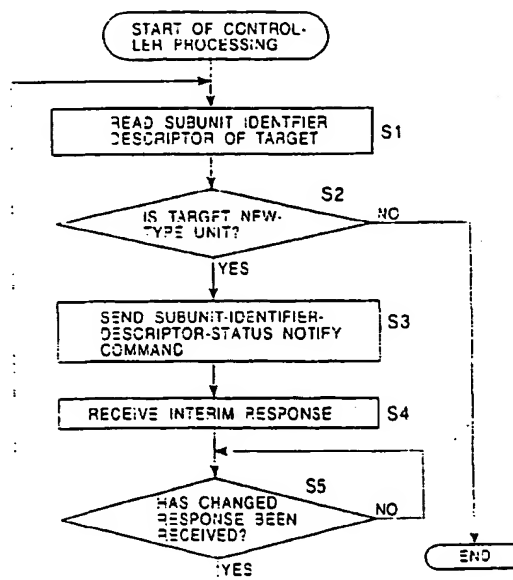 START OF CONTROL-
LER PROCESSING
READ SUBUNIT IDENTFIER
DESCRIPTOR OF TARGET
S1
S2
IS TARGET NEW-
TYPE UNIT?
NO
YES
SEND SUBUNIT-IDENTIFIER-
DESCRIPTOR-STATUS NOTIFY
COMMAND
S3
RECEIVE INTERIM RESPONSE
S4
S5
HAS CHANGED
RESPONSE BEEN
RECEIVED?
NO
YES
END